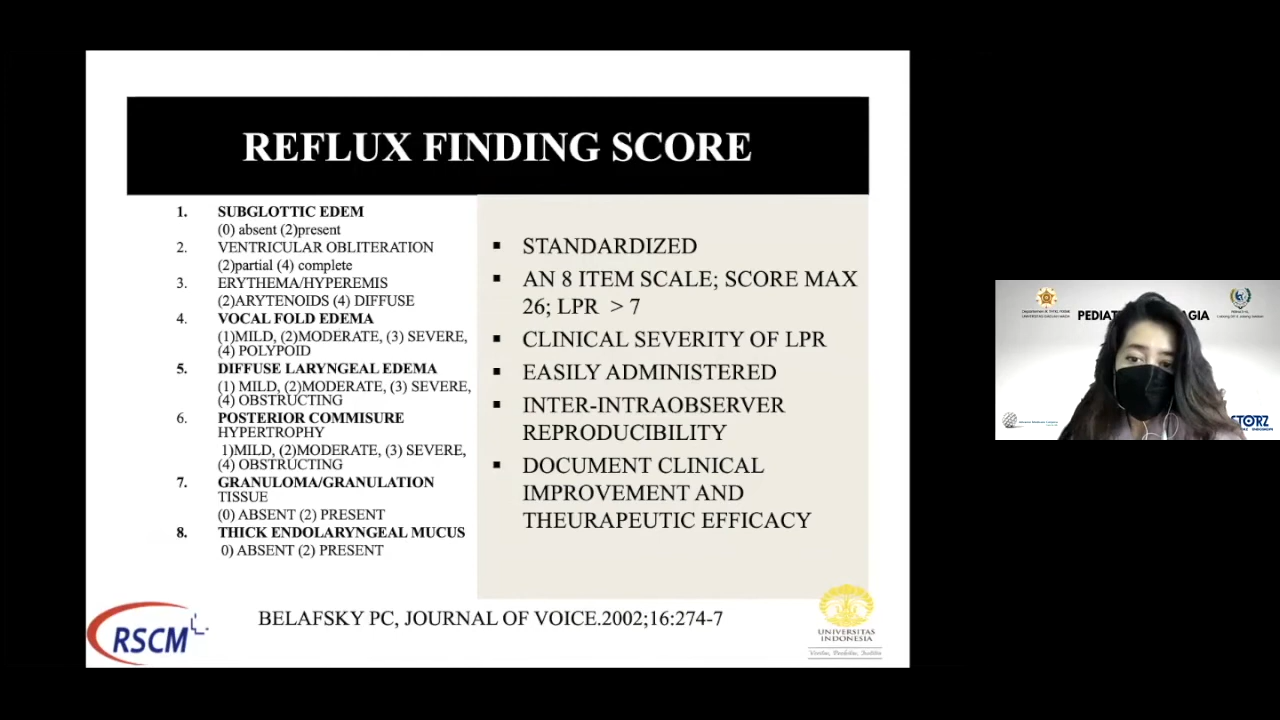 REFLUX FINDING SCORE
1. SUBGLOTTIC EDEM
(0) absent (2)present
2. VENTRICULAR OBLITERATION
(2)partial (4) complete
3. ERYTHEMA/HYPEREMIS
(2)ARYTENOIDS (4) DIFFUSE
4. VOCAL FOLD EDEMA
(1)MILD, (2)MODERATE, (3) SEVERE,
(4) POLYPOID
5. DIFFUSE LARYNGEAL EDEMA
(1) MILD, (2)MODERATE, (3) SEVERE,
(4) OBSTRUCTING
6. POSTERIOR COMMISURE
HYPERTROPHY
1)MILD, (2)MODERATE, (3) SEVERE,
(4) OBSTRUCTING
7. GRANULOMA/GRANULATION
TISSUE
(0) ABSENT (2) PRESENT
8. THICK ENDOLARYNGEAL MUCUS
0) ABSENT (2) PRESENT
▪ STANDARDIZED
▪ AN 8 ITEM SCALE; SCORE MAX
26; LPR > 7
▪ CLINICAL SEVERITY OF LPR
▪ EASILY ADMINISTERED
▪ INTER-INTRAOBSERVER
REPRODUCIBILITY
▪ DOCUMENT CLINICAL
IMPROVEMENT AND
THEURAPEUTIC EFFICACY
BELAFSKY PC, JOURNAL OF VOICE.2002;16:274-7
RSCM
UNIVERSITAS
INDONESIA
PEDIAT AGIA
STORZ